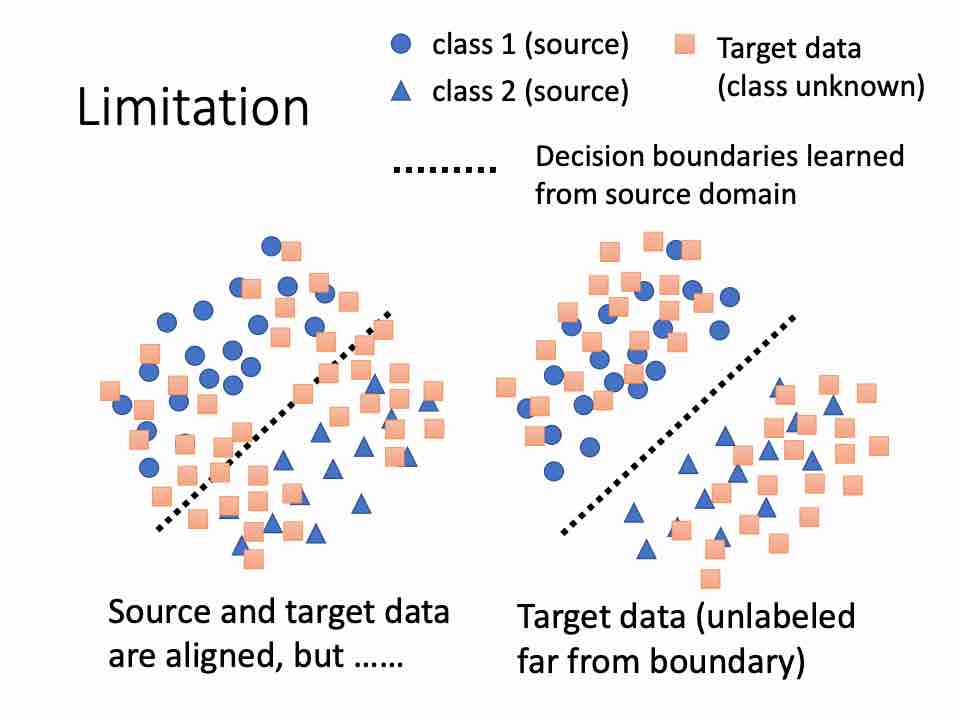 Limitation
class 1 (source)
class 2 (source)
Target data
(class unknown)
Decision boundaries learned
from source domain
Source and target data
are aligned, but ……
Target data (unlabeled
far from boundary)